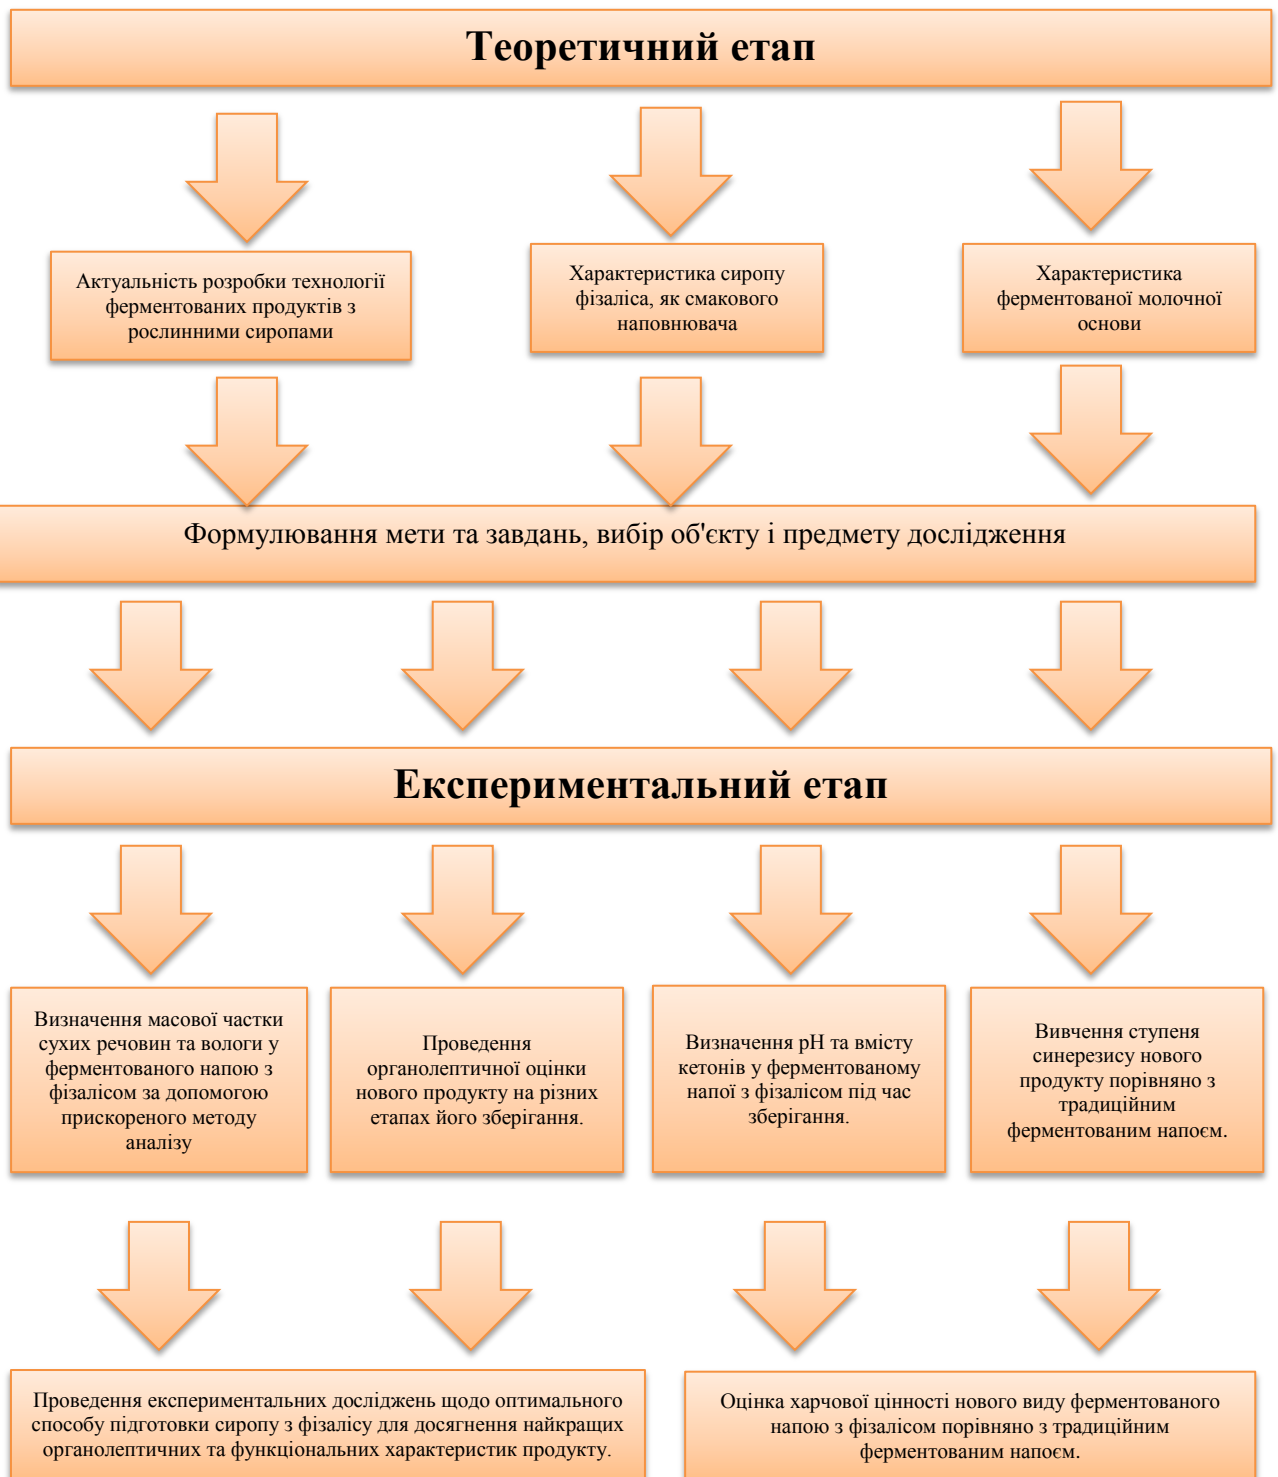 Теоретичний етап
Актуальність розробки технології
ферментованих продуктів з
рослинними сиропами
Характеристика сиропу
фізаліса, як смакового
наповнювача
Характеристика
ферментованої молочної
основи
Формулювання мети та завдань, вибір об'єкту і предмету дослідження
Експериментальний етап
Визначення масової частки
сухих речовин та вологи у
ферментованого напою з
фізалісом за допомогою
прискореного методу
аналізу
Проведення
органолептичної оцінки
нового продукту на різних
етапах його зберігання.
Визначення рН та вмісту
кетонів у ферментованому
напої з фізалісом під час
зберігання.
Вивчення ступеня
синерезису нового
продукту порівняно з
традиційним
ферментованим напоєм.
Проведення експериментальних досліджень щодо оптимального
способу підготовки сиропу з фізалісу для досягнення найкращих
органолептичних та функціональних характеристик продукту.
Оцінка харчової цінності нового виду ферментованого
напою з фізалісом порівняно з традиційним
ферментованим напоєм.